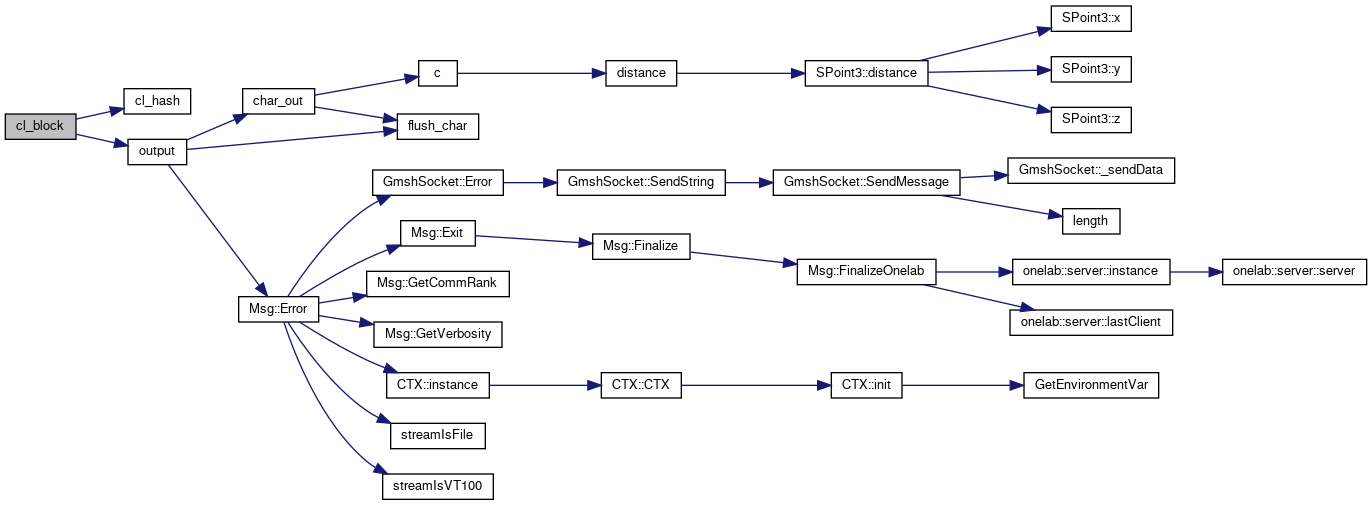 cl_block
cl_hash
output
char_out
c
flush_char
distance
SPoint3::distance
SPoint3::x
SPoint3::y
SPoint3::z
Msg::Error
GmshSocket::Error
GmshSocket::SendString
GmshSocket::SendMessage
GmshSocket::_sendData
length
Msg::Exit
Msg::Finalize
Msg::FinalizeOnelab
onelab::server::instance
onelab::server::server
onelab::server::lastClient
Msg::GetCommRank
Msg::GetVerbosity
CTX::instance
CTX::CTX
CTX::init
GetEnvironmentVar
streamIsFile
streamIsVT100